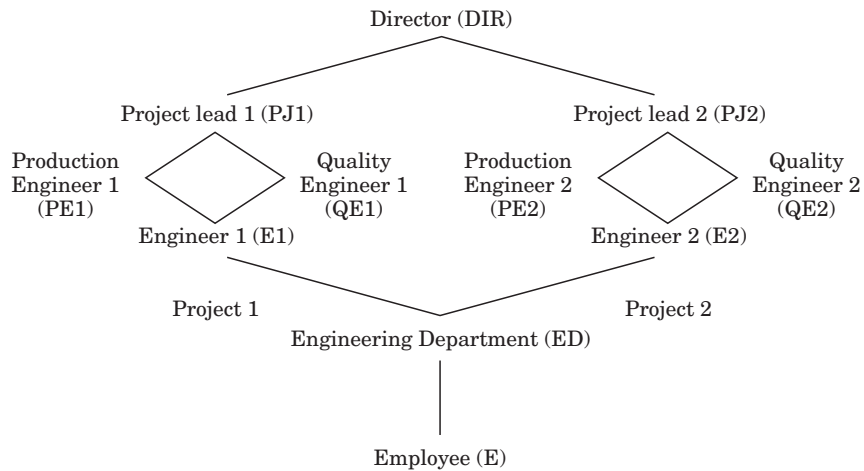 Director (DIR)
Project lead 1 (PJ1)
Project lead 2 (PJ2)
Production
Engineer 1
(PE1)
Quality
Engineer 1
(QE1)
Production
Engineer 2
(PE2)
Quality
Engineer 2
(QE2)
Engineer 1 (E1)
Engineer 2 (E2)
Project 1
Project 2
Engineering Department (ED)
Employee (E)